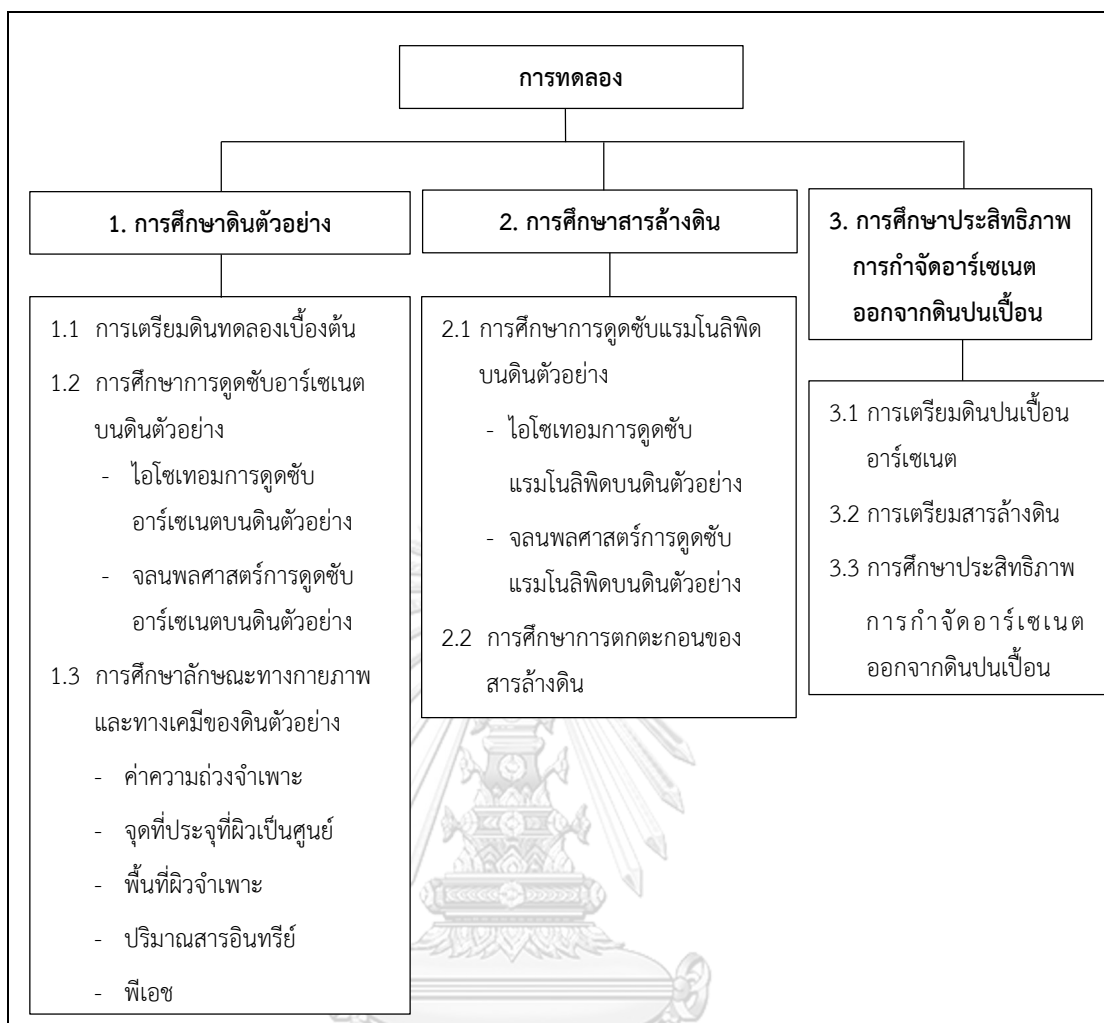 การทดลอง
1. การศึกษาดินตัวอย่าง
1.1 การเตรียมดินทดลองเบื้องต้น
1.2 การศึกษาการดูดซับอาร์เซเนต
บนดินตัวอย่าง
- ไอโซเทอมการดูดซับ
อาร์เซเนตบนดินตัวอย่าง
- จลนพลศาสตร์การดูดซับ
อาร์เซเนตบนดินตัวอย่าง
1.3 การศึกษาลักษณะทางกายภาพ
และทางเคมีของดินตัวอย่าง
- ค่าความถ่วงจำเพาะ
- จุดที่ประจุที่ผิวเป็นศูนย์
- พื้นที่ผิวจำเพาะ
- ปริมาณสารอินทรีย์
- พีเอช
2. การศึกษาสารล้างดิน
2.1 การศึกษาการดูดซับแรมโนลิพิด
บนดินตัวอย่าง
- ไอโซเทอมการดูดซับ
แรมโนลิพิดบนดินตัวอย่าง
- จลนพลศาสตร์การดูดซับ
แรมโนลิพิดบนดินตัวอย่าง
2.2 การศึกษาการตกตะกอนของ
สารล้างดิน
3. การศึกษาประสิทธิภาพ
การกำจัดอาร์เซเนต
ออกจากดินปนเปื้อน
3.1 การเตรียมดินปนเปื้อน
อาร์เซเนต
3.2 การเตรียมสารล้างดิน
3.3 การศึกษาประสิทธิภาพ
การกำจัดอาร์เซเนต
ออกจากดินปนเปื้อน